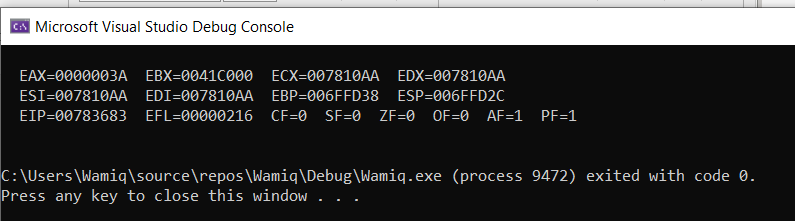 Microsoft Visual Studio Debug Console
EAX=0000003A EBX=0041C000 ECX=007810AA EDX=007810AA
ESI=007810AA EDI=007810AA EBP=006FFD38 ESP=006FFD2C
EIP=00783683 EFL=00000216 CF=0 SF=0 ZF=0 OF=0 AF=1 PF=1
C:\Users\Wamiq\source\repos\Wamiq\Debug\Wamiq.exe (process 9472) exited with code 0.
Press any key to close this window . . .